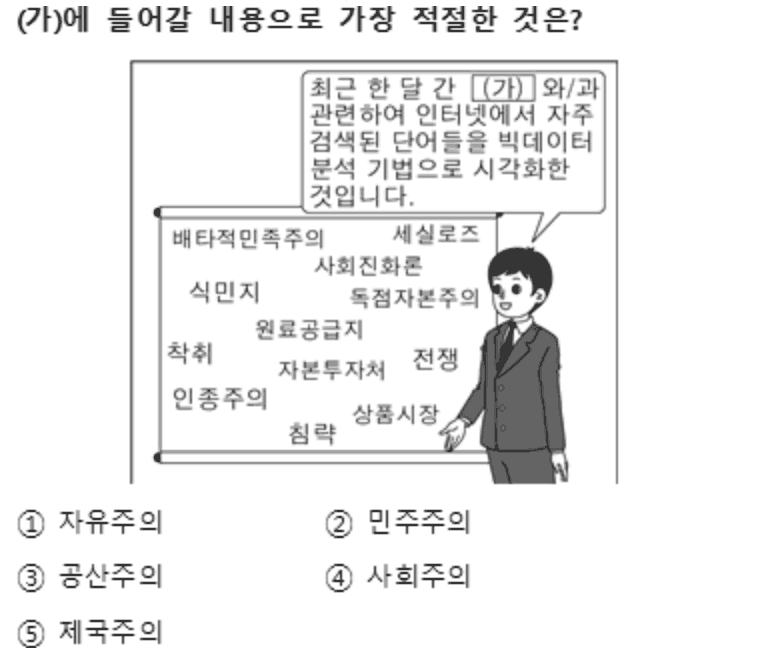 (가)에 들어갈 내용으로 가장 적절한 것은?
최근 한 달 간 (가) 와/과
관련하여 인터넷에서 자주
검색된 단어들을 빅데이터
분석 기법으로 시각화한
것입니다.
배타적민족주의 세실로즈
사회진화론
식민지 독점자본주의
원료공급지
착취 자본투자처 전쟁
인종주의 상품시장
침략
① 자유주의 ② 민주주의
③ 공산주의 ④ 사회주의
⑤ 제국주의